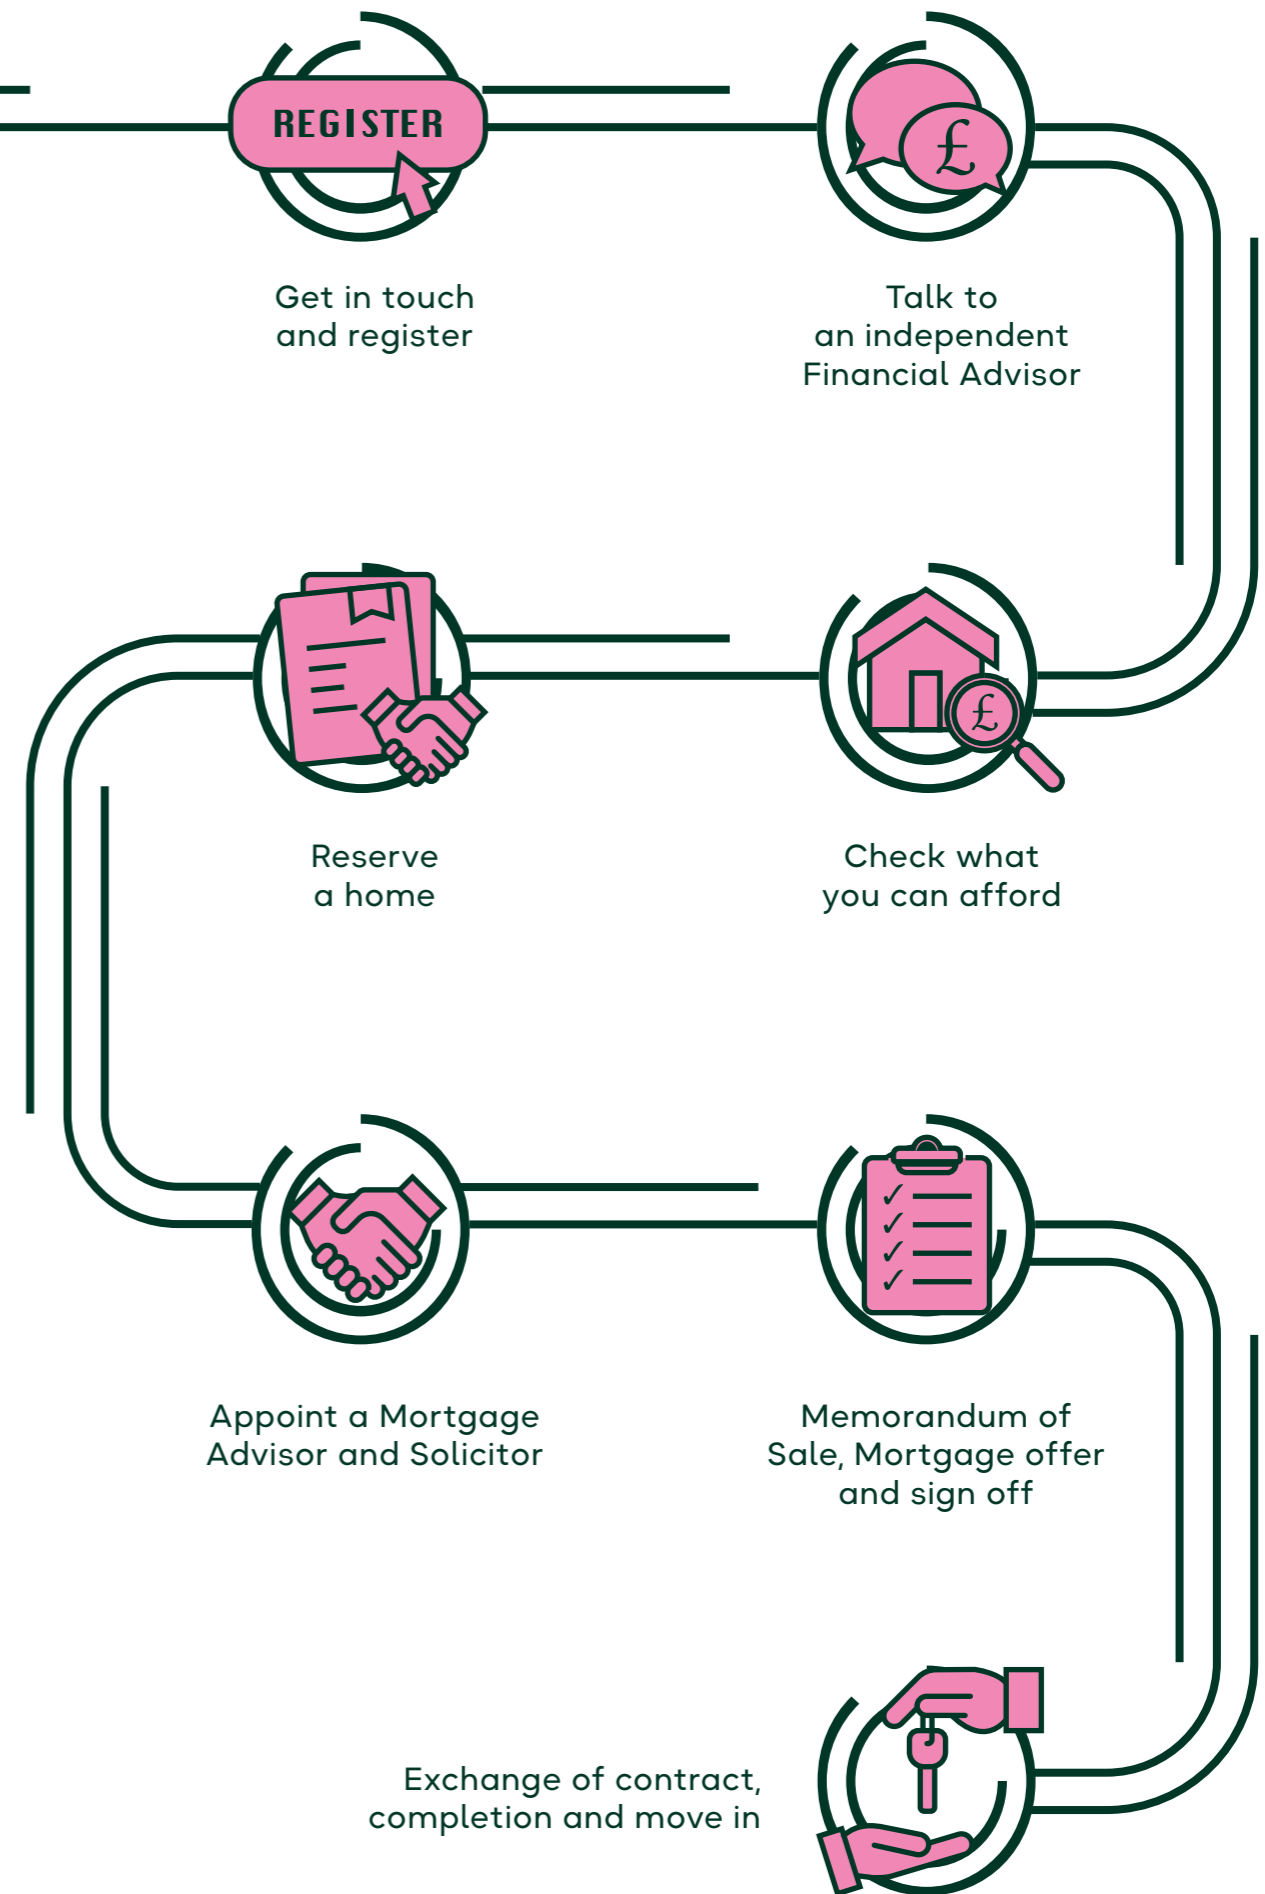 REGISTER
£
Get in touch
and register
Talk to
an independent
Financial Advisor
£
Check what
you can afford
Reserve
a home
Appoint a Mortgage
Advisor and Solicitor
Memorandum of
Sale, Mortgage offer
and sign off
Exchange of contract,
completion and move in